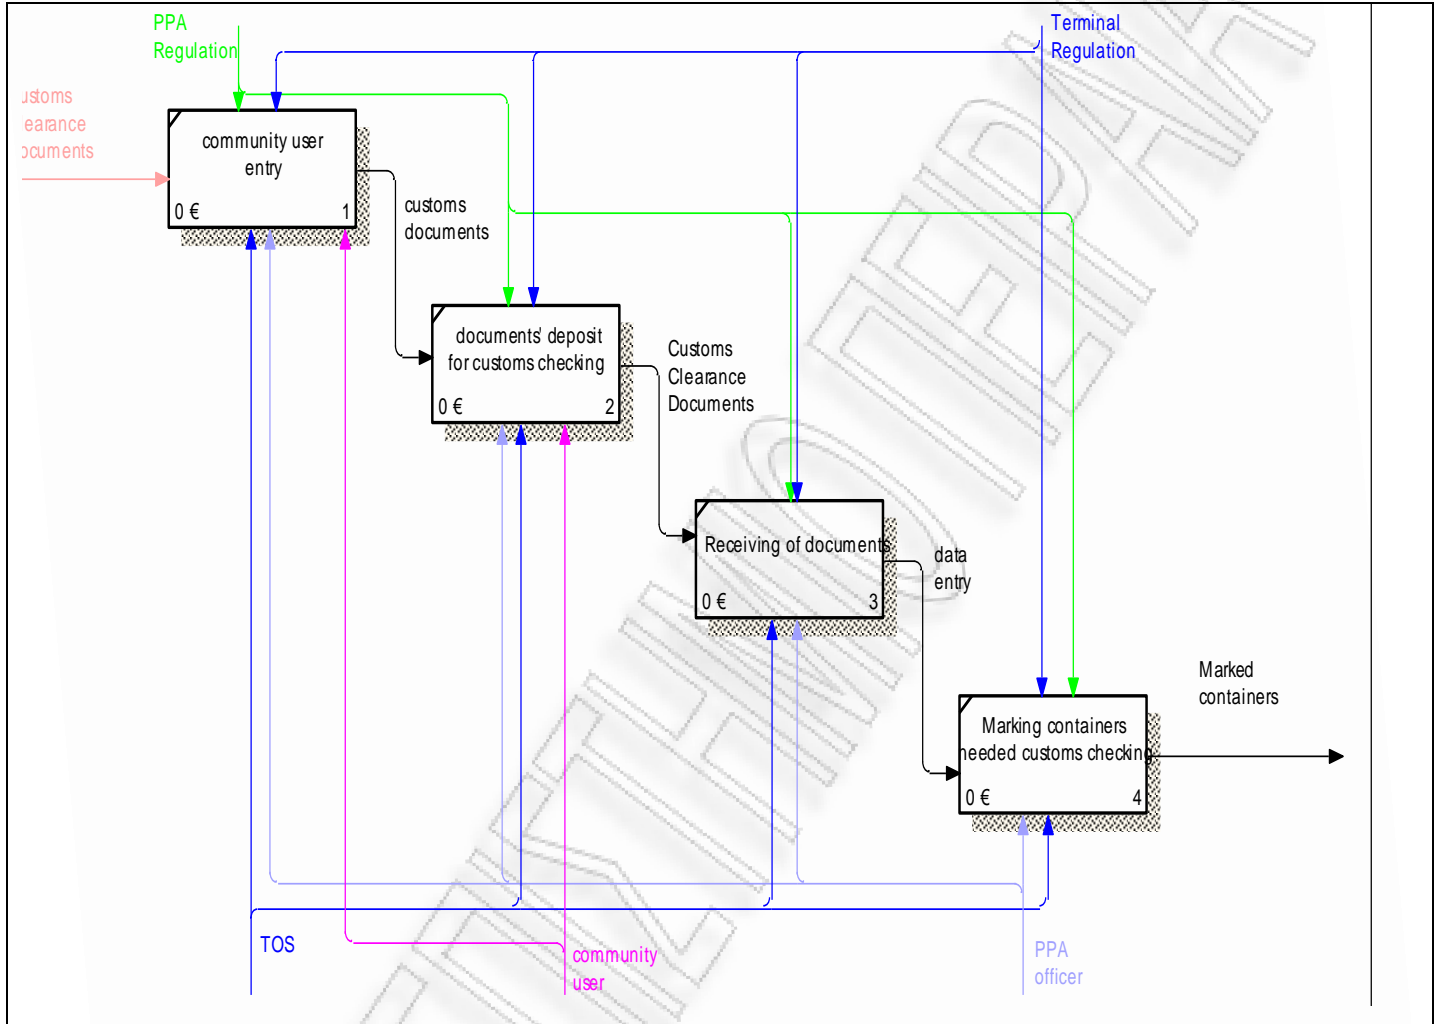 PPA
Regulation
Terminal
Regulation
ustoms
earance
ocuments
community user
entry
0 €
1
customs
documents
documents' deposit
for customs checking
0 €
2
Customs
Clearance
Documents
Receiving of documents
0 €
3
data
entry
Marked
containers
Marking containers
needed customs checking
0 €
4
TOS
community
user
PPA
officer